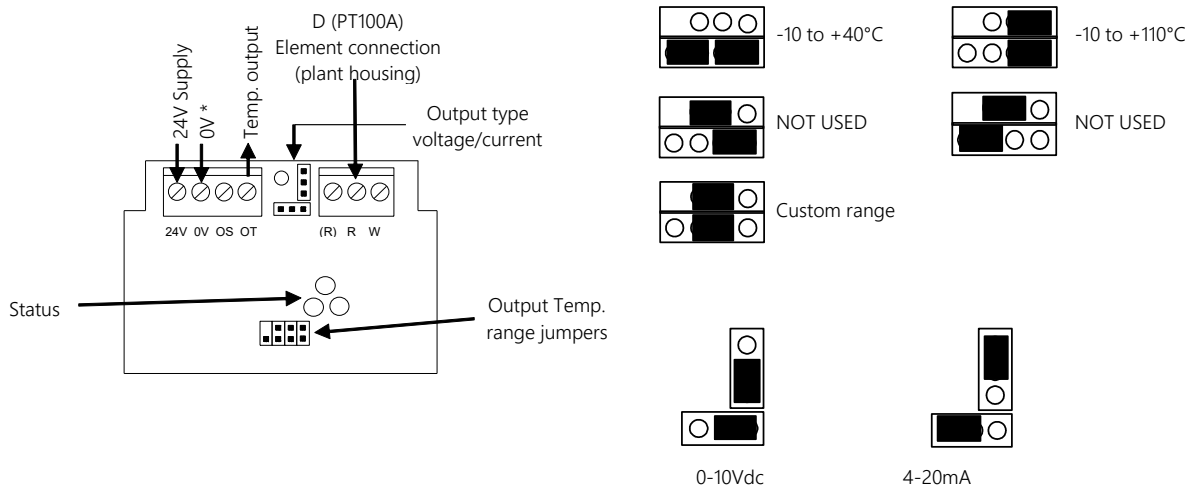 D (PT100A)
Element connection
(plant housing)
24V Supply
0V *
Temp. output
Output type
voltage/current
24V 0V OS OT
(R) R W
Status
Output Temp.
range jumpers
-10 to +40°C
-10 to +110°C
NOT USED
NOT USED
Custom range
0-10Vdc
4-20mA